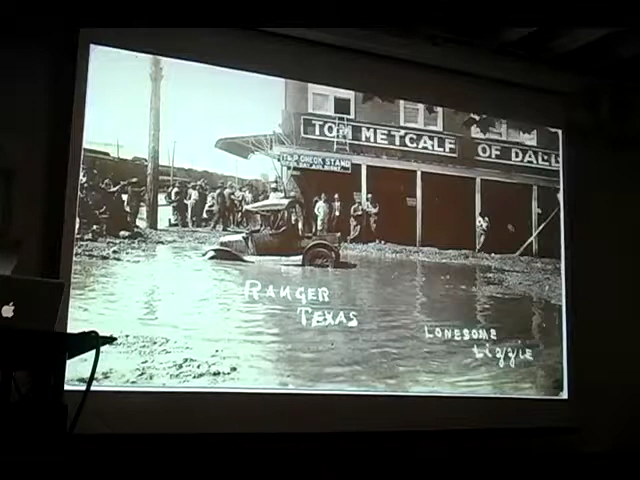 TOM METCALF
OF DALL
T&P CHECK STAND
RANGER
TEXAS
LONESOME
Lizzie